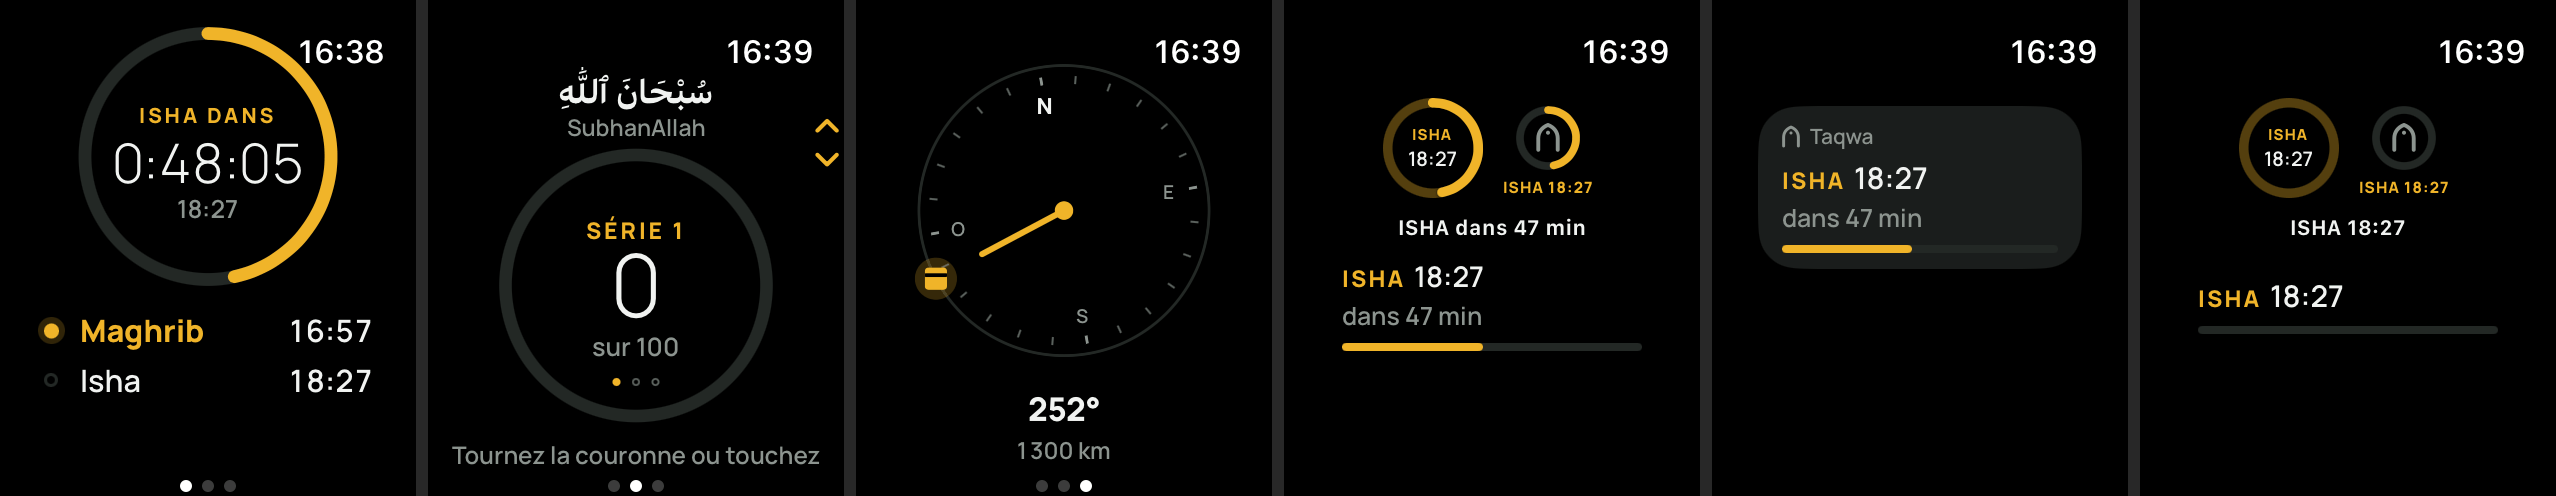 16:38
ISHA DANS
0:48:05
18:27
Maghrib 16:57
Isha 18:27
16:39
سُبْحَانَ ٱللَّهِ
SubhanAllah
SÉRIE 1
0
sur 100
Tournez la couronne ou touchez
16:39
N
E
O
S
252°
1 300 km
16:39
ISHA
18:27
ISHA 18:27
ISHA dans 47 min
ISHA 18:27
dans 47 min
16:39
Taqwa
ISHA 18:27
dans 47 min
16:39
ISHA
18:27
ISHA 18:27
ISHA 18:27
ISHA 18:27